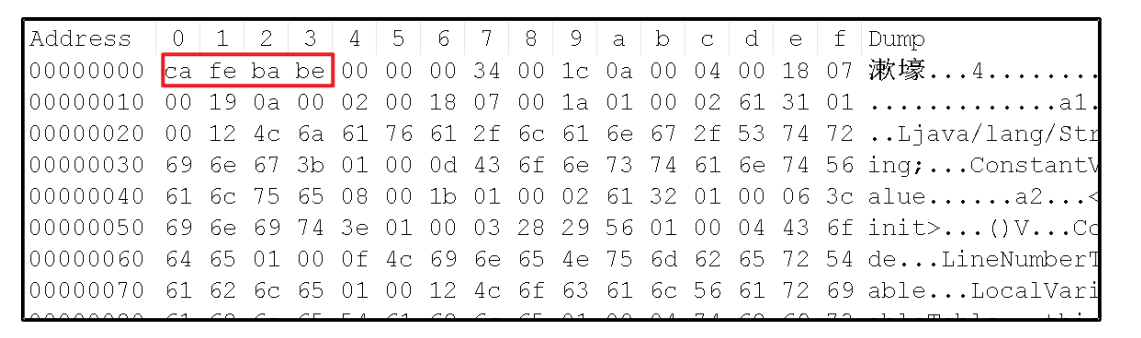 Address 0 1 2 3 4 5 6 7 8 9 a b c d e f Dump
00000000 ca fe ba be 00 00 00 34 00 1c 0a 00 04 00 18 07 漱壕...4.........
00000010 00 19 0a 00 02 00 18 07 00 1a 01 00 02 61 31 01 .............a1.
00000020 00 12 4c 6a 61 76 61 2f 6c 61 6e 67 2f 53 74 72 ..Ljava/lang/Str
00000030 69 6e 67 3b 01 00 0d 43 6f 6e 73 74 61 6e 74 56 ing;...ConstantV
00000040 61 6c 75 65 08 00 1b 01 00 02 61 32 01 00 06 3c alue......a2...<
00000050 69 6e 69 74 3e 01 00 03 28 29 56 01 00 04 43 6f init>...()V...Co
00000060 64 65 01 00 0f 4c 69 6e 65 4e 75 6d 62 65 72 54 de...LineNumberT
00000070 61 62 6c 65 01 00 12 4c 6f 63 61 6c 56 61 72 69 able...LocalVari